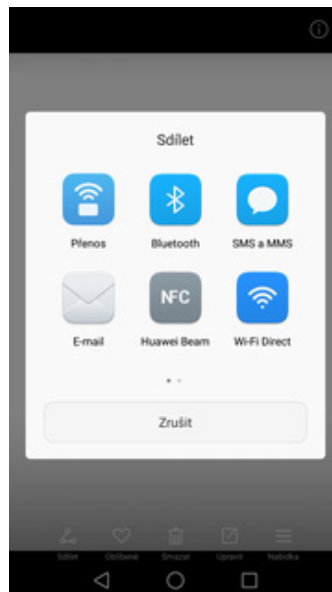 Sdílet
Přenos Bluetooth SMS a MMS
NFC
E-mail Huawei Beam Wi-Fi Direct
Zrušit
Sdílet Oblíbené Smazat Upravit Nabídka